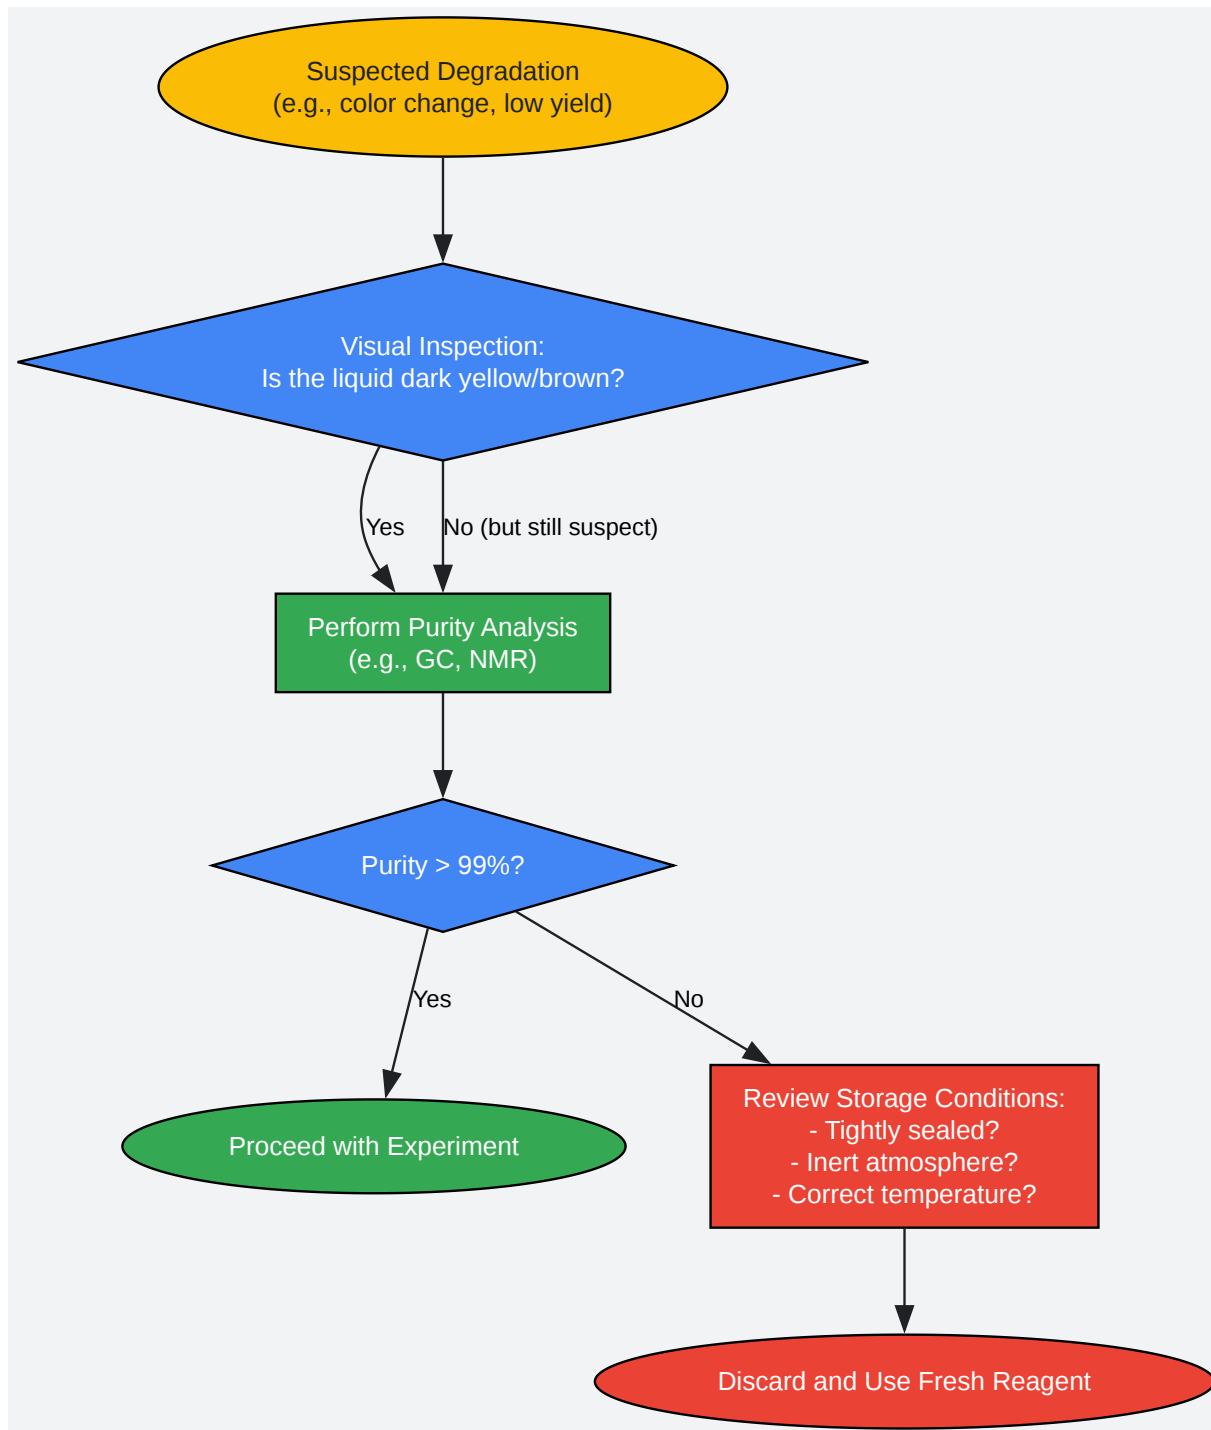 Suspected Degradation
(e.g., color change, low yield)
Visual Inspection:
Is the liquid dark yellow/brown?
Yes
No (but still suspect)
Perform Purity Analysis
(e.g., GC, NMR)
Purity > 99%?
Yes
No
Proceed with Experiment
Review Storage Conditions:
- Tightly sealed?
- Inert atmosphere?
- Correct temperature?
Discard and Use Fresh Reagent